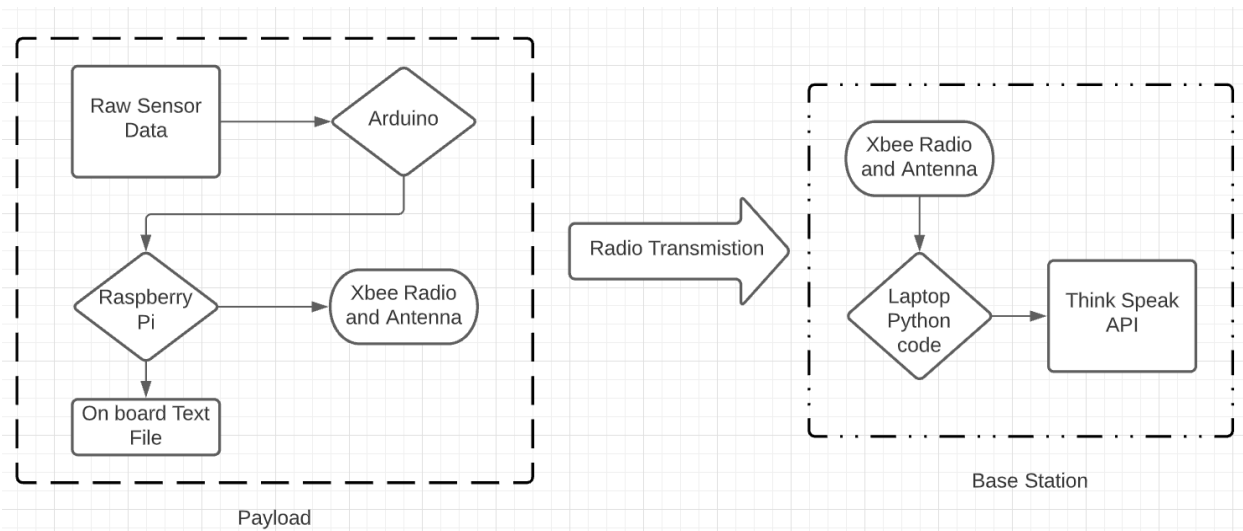 Raw Sensor
Data
Arduino
Raspberry
Pi
Xbee Radio
and Antenna
On board Text
File
Payload
Radio Transmistion
Xbee Radio
and Antenna
Laptop
Python
code
Think Speak
API
Base Station